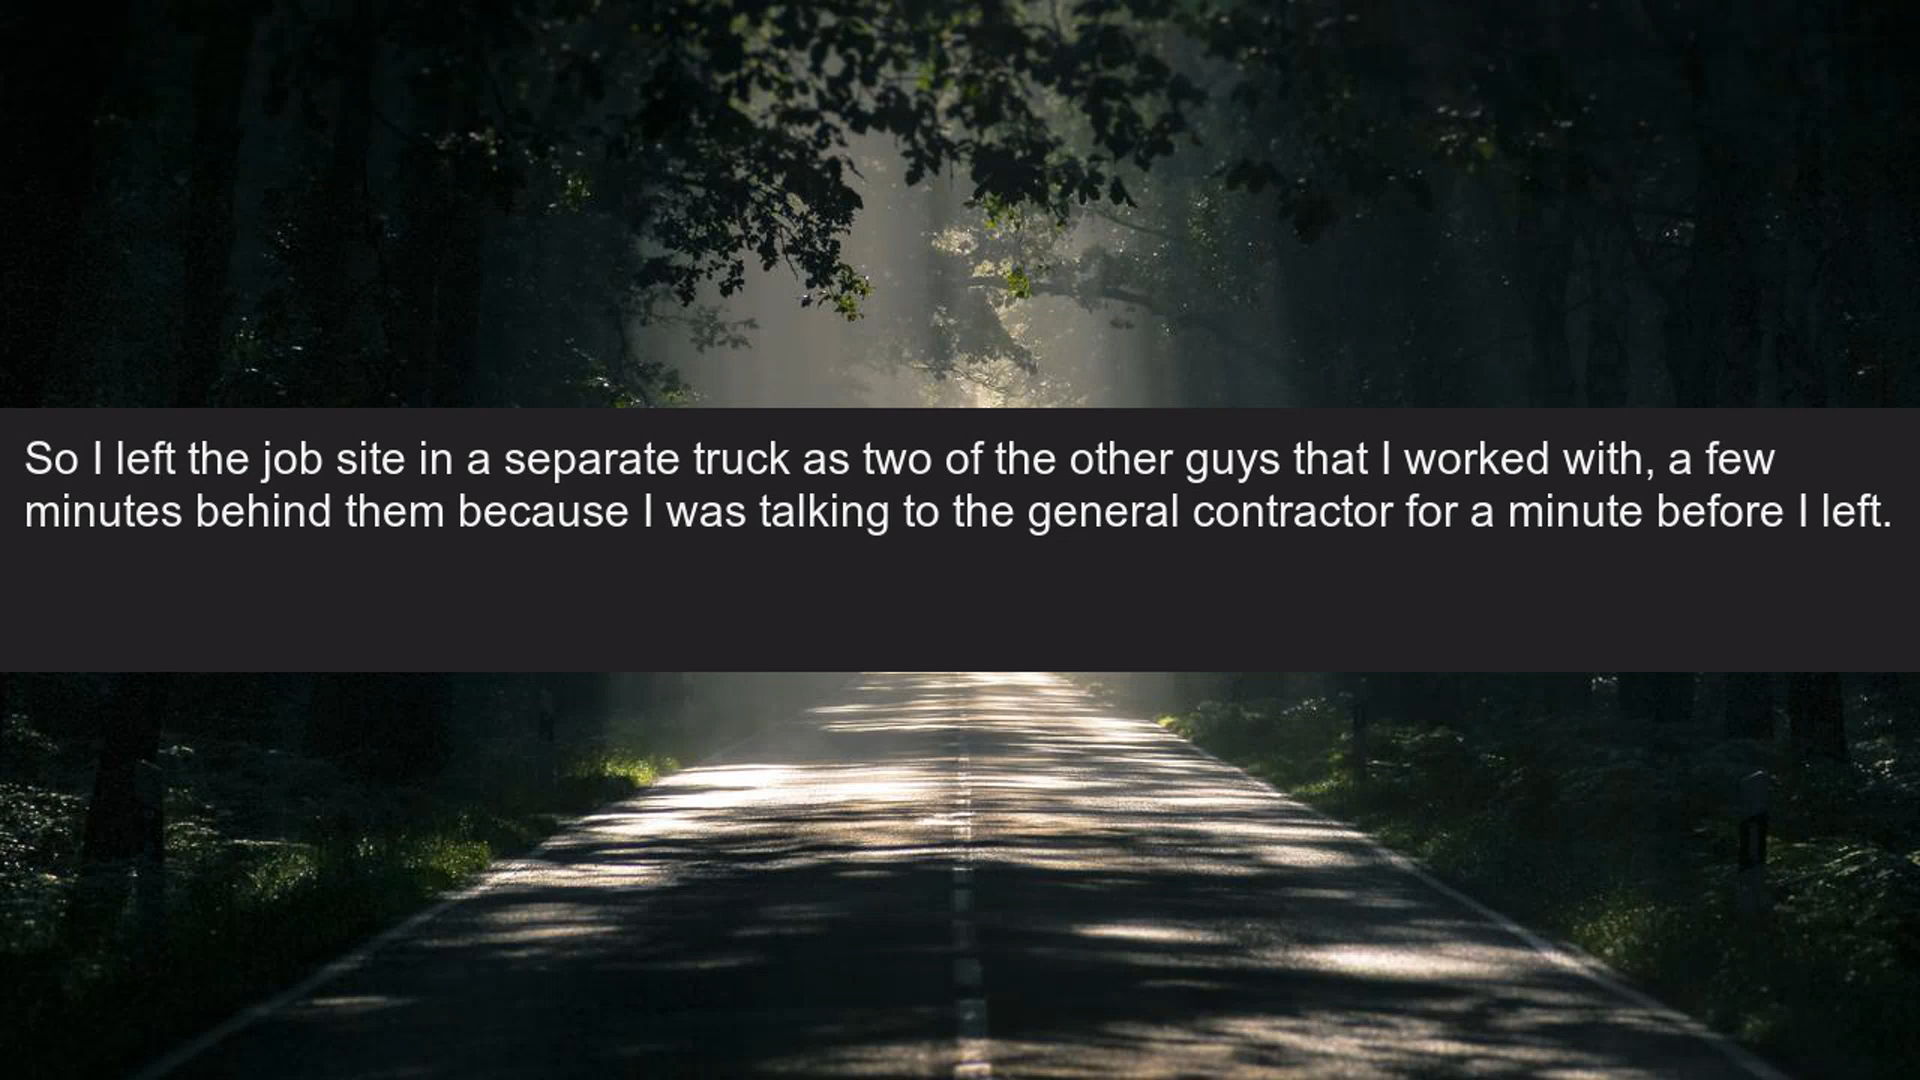 So I left the job site in a separate truck as two of the other guys that I worked with, a few
minutes behind them because I was talking to the general contractor for a minute before I left.